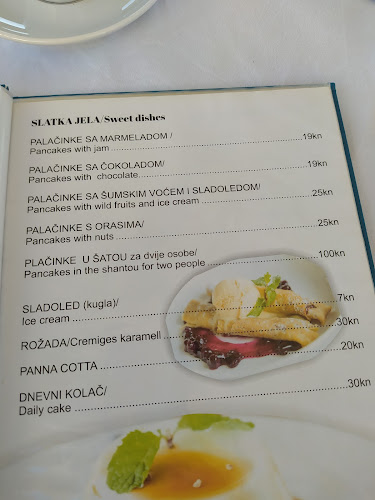 SLATKA JELA/Sweet dishes
PALAČINKE SA MARMELADOM /
Pancakes with jam ........................................................19kn
PALAČINKE SA ČOKOLADOM/
Pancakes with chocolate..................................................19kn
PALAČINKE SA ŠUMSKIM VOĆEM i SLADOLEDOM/
Pancakes with wild fruits and ice cream ......................................25kn
PALAČINKE S ORASIMA/
Pancakes with nuts ..........................................................25kn
PLAČINKE U ŠATOU za dvije osobe/
Pancakes in the shantou for two people ..............................100kn
SLADOLED (kugla)/
Ice cream ....................................................................7kn
ROŽADA/Cremiges karamell ..............................................30kn
PANNA COTTA ..............................................................20kn
DNEVNI KOLAČ/
Daily cake ....................................................................30kn